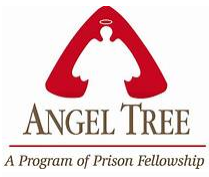 ANGEL TREE
A Program of Prison Fellowship